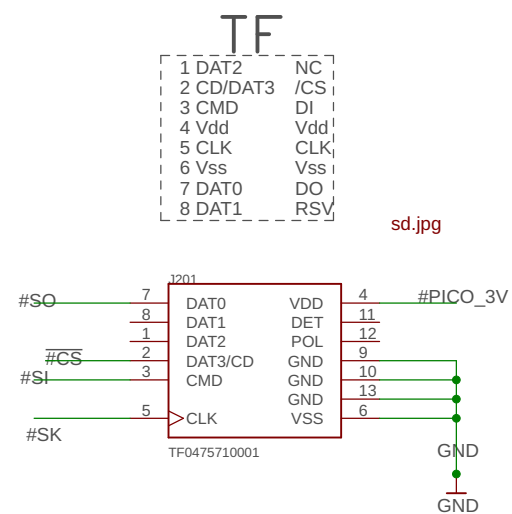 TF
1 DAT2 NC
2 CD/DAT3 /CS
3 CMD DI
4 Vdd Vdd
5 CLK CLK
6 Vss Vss
7 DAT0 DO
8 DAT1 RSV
sd.jpg
J201
#SO 7 DAT0 VDD 4 #PICO_3V
8 DAT1 DET 11
1 DAT2 POL 12
#CS 2 DAT3/CD GND 9
#SI 3 CMD GND 10
GND 13
5 CLK VSS 6
#SK
GND
TF0475710001
GND